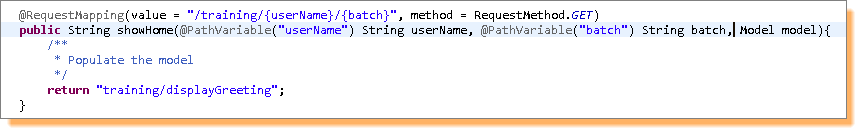 @RequestMapping(value = "/training/{userName}/{batch}", method = RequestMethod.GET)
public String showHome(@PathVariable("userName") String userName, @PathVariable("batch") String batch, Model model){
/**
* Populate the model
*/
return "training/displayGreeting";
}